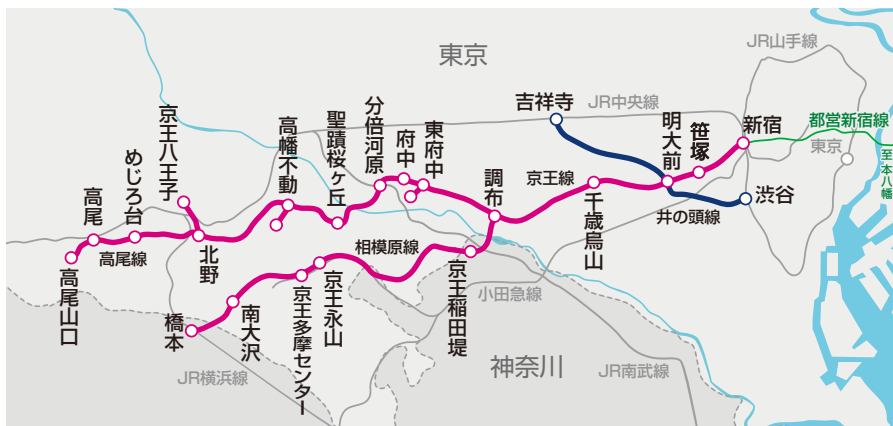 JR山手線
東京
JR中央線
吉祥寺
明大前
笹塚
新宿
都営新宿線
至 本八幡
東京
分倍河原
府中
東府中
聖蹟桜ヶ丘
高幡不動
京王八王子
めじろ台
高尾
調布
京王線
千歳烏山
井の頭線
渋谷
高尾線
高尾山口
北野
相模原線
京王稲田堤
小田急線
京王永山
京王多摩センター
南大沢
橋本
JR横浜線
神奈川
JR南武線